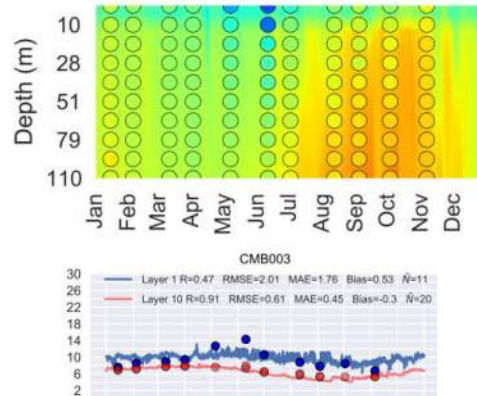 10
28
51
79
110
Depth (m)
Jan Feb Mar Apr May Jun Jul Aug Sep Oct Nov Dec
CMB003
30
26
22
18
14
10
6
2
Layer 1 R=0.47 RMSE=2.01 MAE=1.76 Bias=0.53 N̂=11
Layer 10 R=0.91 RMSE=0.61 MAE=0.45 Bias=-0.3 N̂=20